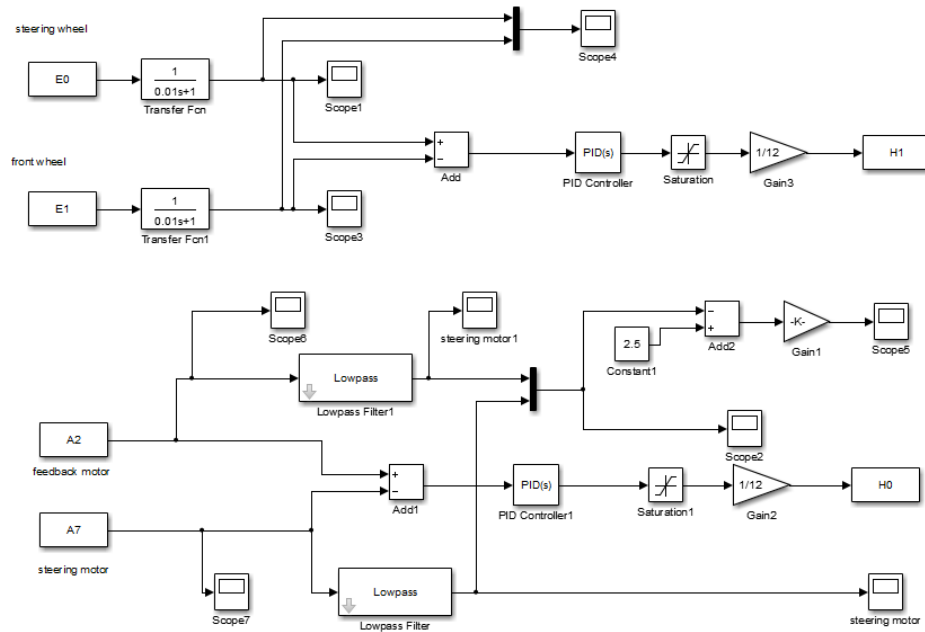 steering wheel
E0
1
0.01s+1
Transfer Fcn
Scope1
Scope4
front wheel
E1
1
0.01s+1
Transfer Fcn1
Scope3
+
−
Add
PID(s)
PID Controller
Saturation
1/12
Gain3
H1
Scope6
steering motor1
Lowpass
Lowpass Filter1
2.5
Constant1
−
+
Add2
-K-
Gain1
Scope5
Scope2
A2
feedback motor
+
−
Add1
PID(s)
PID Controller1
Saturation1
1/12
Gain2
H0
A7
steering motor
Scope7
Lowpass
Lowpass Filter
steering motor